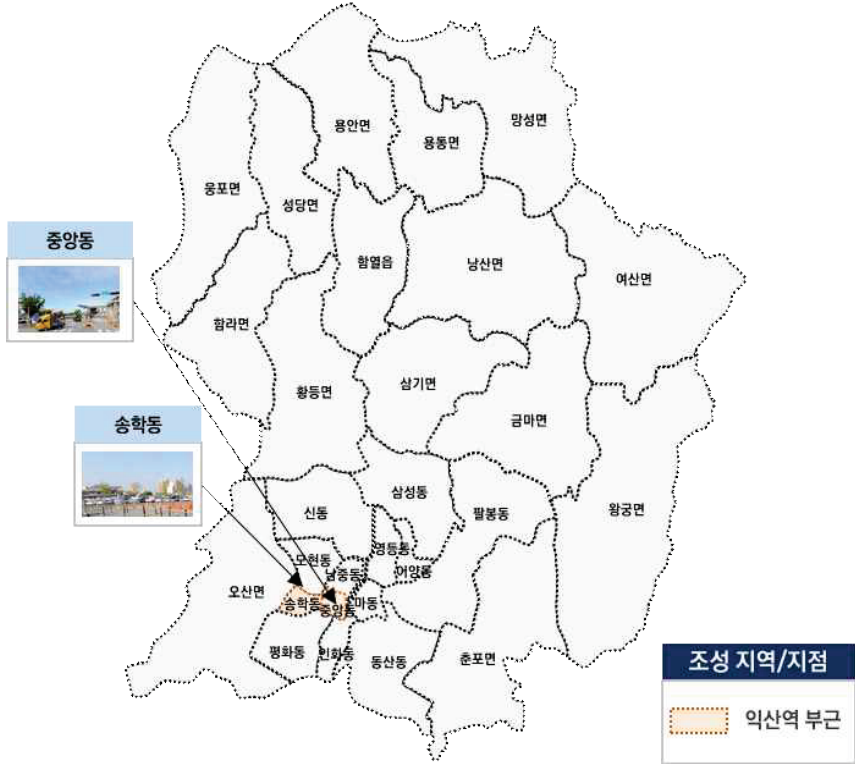 용안면
용동면
망성면
웅포면
성당면
중앙동
함열읍
낭산면
여산면
함라면
황등면
삼기면
금마면
송학동
신동
삼성동
팔봉동
왕궁면
영등동
모현동
남중동
어양동
오산면
송학동
중앙동
마동
평화동
인화동
동산동
춘포면
조성 지역/지점
익산역 부근